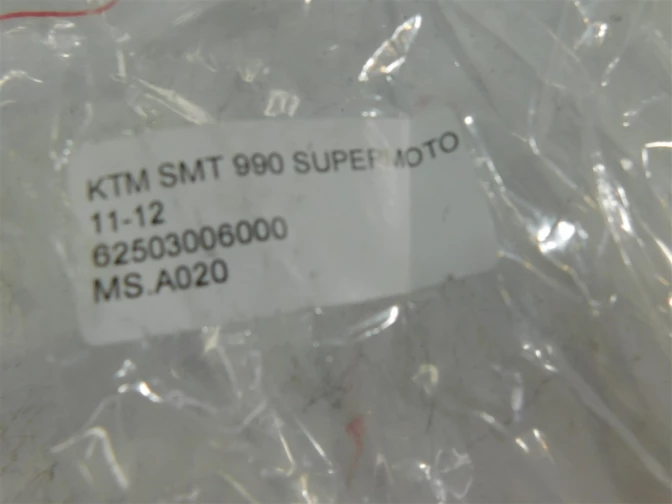 KTM SMT 990 SUPERMOTO
11-12
62503006000
MS.A020